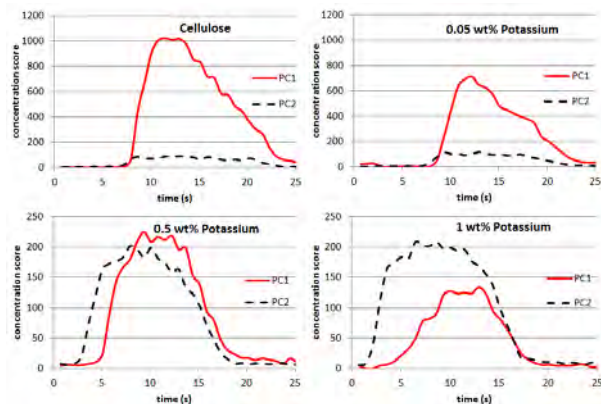 Cellulose
concentration score
1200
1000
800
600
400
200
0
0 5 10 15 20 25
time (s)
PC1
PC2
0.05 wt% Potassium
concentration score
1200
1000
800
600
400
200
0
0 5 10 15 20 25
time (s)
PC1
PC2
0.5 wt% Potassium
concentration score
250
200
150
100
50
0
0 5 10 15 20 25
time (s)
PC1
PC2
1 wt% Potassium
concentration score
250
200
150
100
50
0
0 5 10 15 20 25
time (s)
PC1
PC2